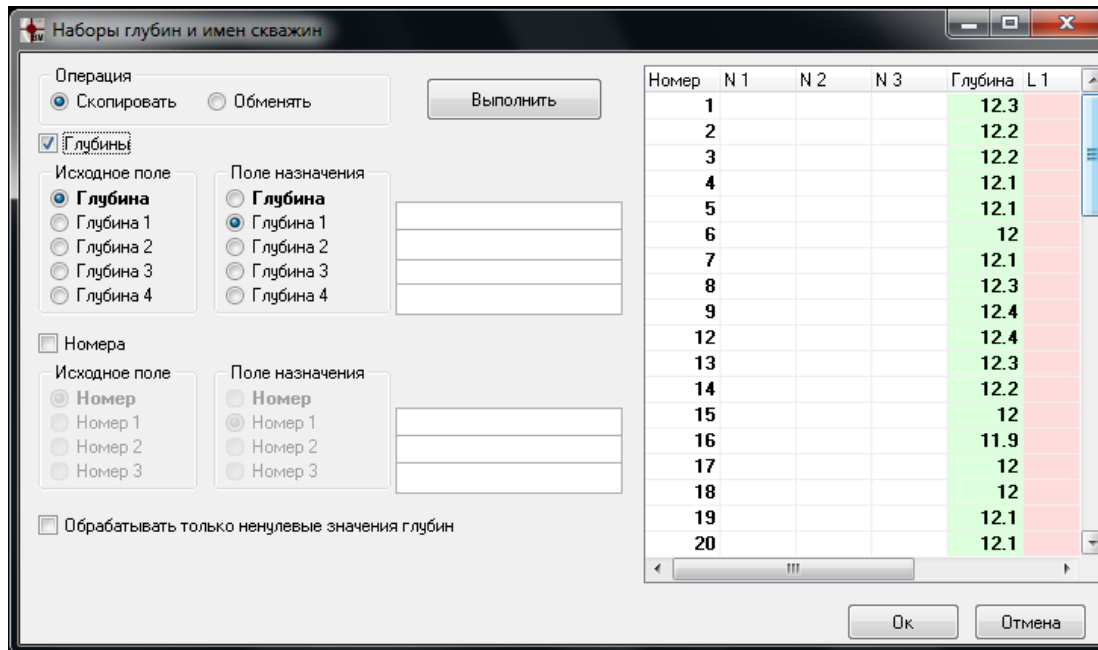 Наборы глубин и имен скважин
Операция
Скопировать Обменять
Выполнить
Глубины
Исходное поле Поле назначения
Глубина Глубина
Глубина 1 Глубина 1
Глубина 2 Глубина 2
Глубина 3 Глубина 3
Глубина 4 Глубина 4
Номера
Исходное поле Поле назначения
Номер Номер
Номер 1 Номер 1
Номер 2 Номер 2
Номер 3 Номер 3
Обрабатывать только ненулевые значения глубин
Номер N 1 N 2 N 3 Глубина L 1
1 12.3
2 12.2
3 12.2
4 12.1
5 12.1
6 12
7 12.1
8 12.3
9 12.4
12 12.4
13 12.3
14 12.2
15 12
16 11.9
17 12
18 12
19 12.1
20 12.1
Ок Отмена